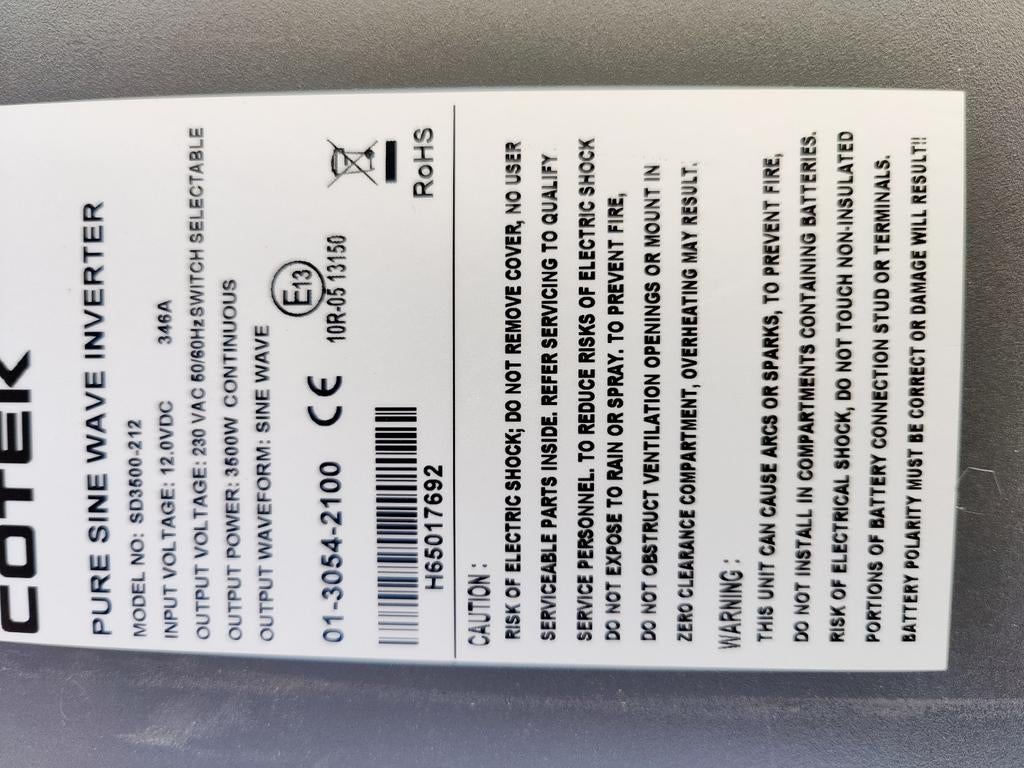 COTEK
PURE SINE WAVE INVERTER
MODEL NO: SD3500-212
INPUT VOLTAGE: 12.0VDC 346A
OUTPUT VOLTAGE: 230 VAC 50/60HzSWITCH SELECTABLE
OUTPUT POWER: 3500W CONTINUOUS
OUTPUT WAVEFORM: SINE WAVE
01-3054-2100 CE E13
10R-05 13150
H65017692
RoHS
CAUTION :
RISK OF ELECTRIC SHOCK; DO NOT REMOVE COVER, NO USER
SERVICEABLE PARTS INSIDE. REFER SERVICING TO QUALIFY
SERVICE PERSONNEL. TO REDUCE RISKS OF ELECTRIC SHOCK
DO NOT EXPOSE TO RAIN OR SPRAY. TO PREVENT FIRE,
DO NOT OBSTRUCT VENTILATION OPENINGS OR MOUNT IN
ZERO CLEARANCE COMPARTMENT, OVERHEATING MAY RESULT.
WARNING :
THIS UNIT CAN CAUSE ARCS OR SPARKS, TO PREVENT FIRE,
DO NOT INSTALL IN COMPARTMENTS CONTAINING BATTERIES.
RISK OF ELECTRICAL SHOCK, DO NOT TOUCH NON-INSULATED
PORTIONS OF BATTERY CONNECTION STUD OR TERMINALS.
BATTERY POLARITY MUST BE CORRECT OR DAMAGE WILL RESULT!!